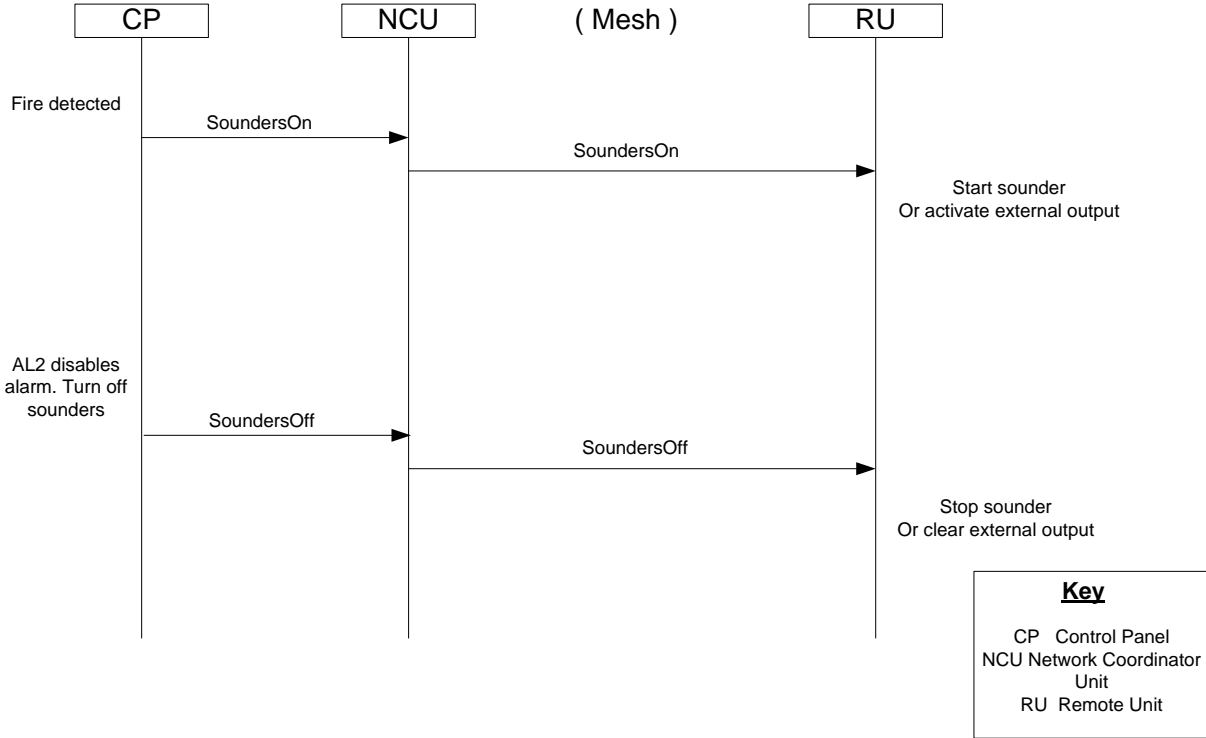 CP
NCU
( Mesh )
RU
Fire detected
SoundersOn
SoundersOn
Start sounder
Or activate external output
AL2 disables
alarm. Turn off
sounders
SoundersOff
SoundersOff
Stop sounder
Or clear external output
Key
CP Control Panel
NCU Network Coordinator
Unit
RU Remote Unit